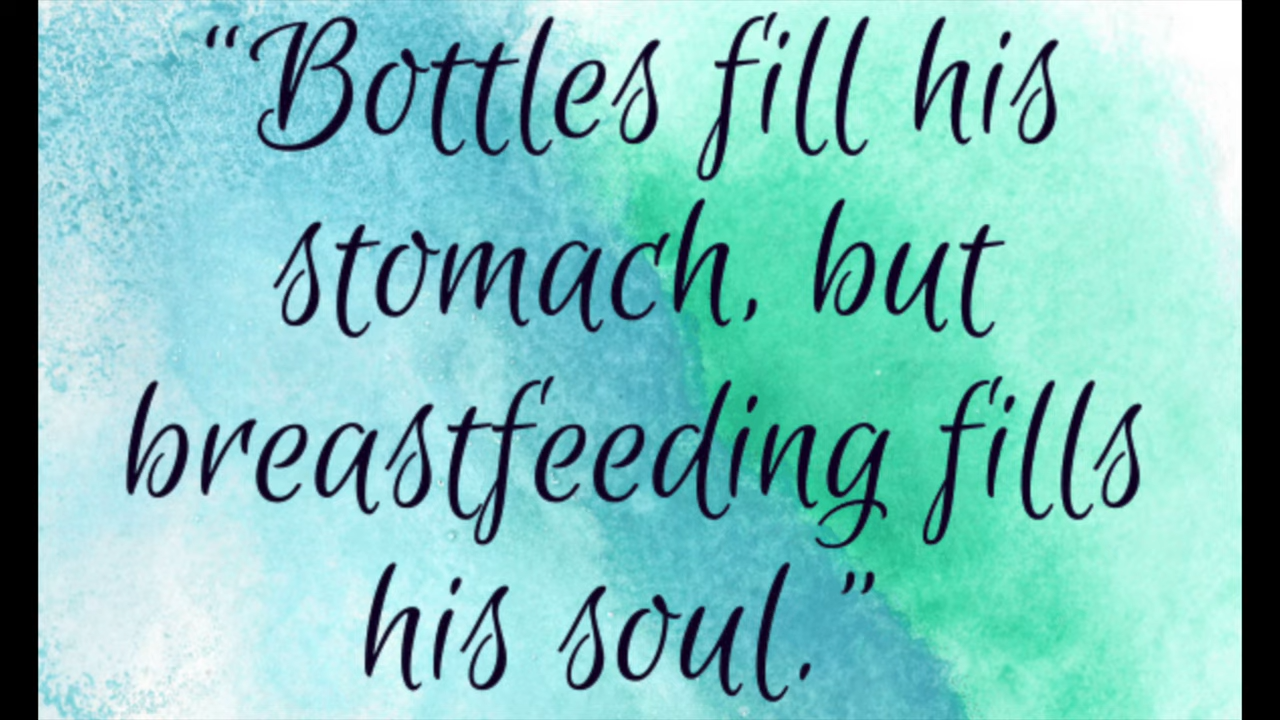 “Bottles fill his
stomach, but
breastfeeding fills
his soul.”